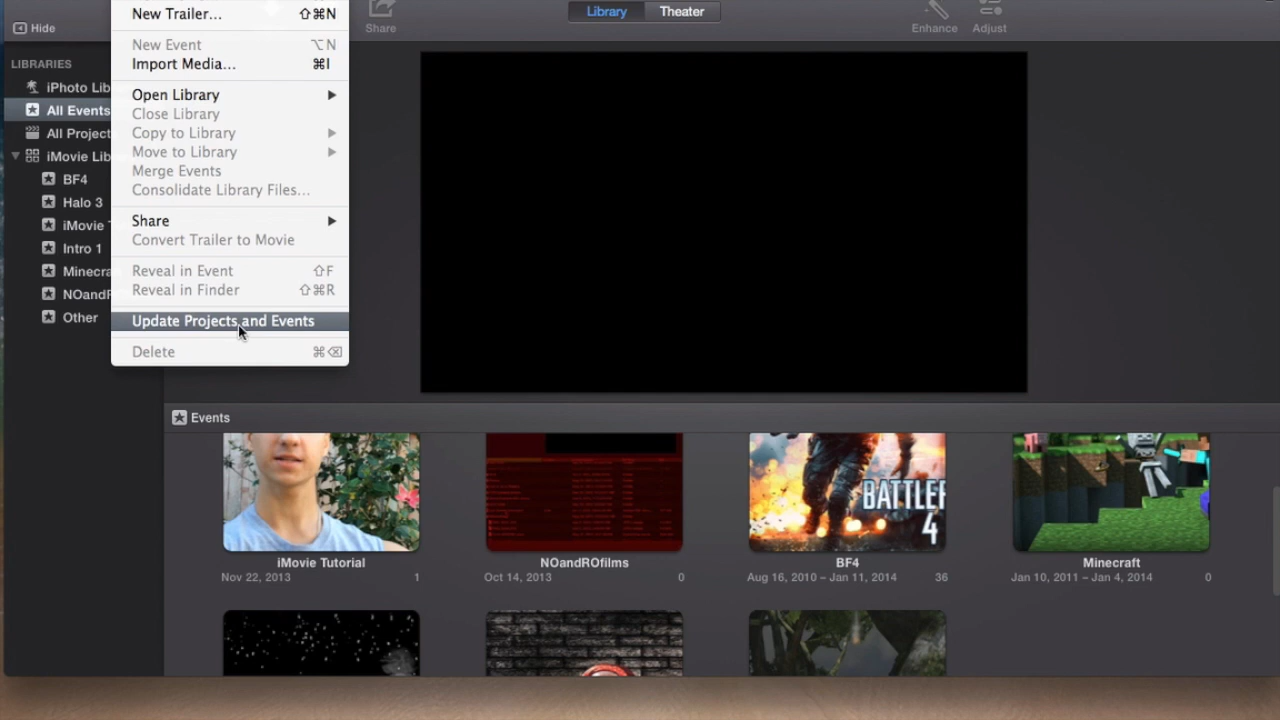 New Trailer... ⇧⌘N
Library
Theater
Hide
Share
Enhance
Adjust
New Event ⌥N
Import Media... ⌘I
LIBRARIES
iPhoto Lib
Open Library
All Events
Close Library
All Project
Copy to Library
iMovie Lib
Move to Library
BF4
Merge Events
Halo 3
Consolidate Library Files...
iMovie T
Share
Intro 1
Convert Trailer to Movie
Minecra
Reveal in Event ⇧F
NOandR
Reveal in Finder ⇧⌘R
Other
Update Projects and Events
Delete ⌘⌫
Events
BATTLEF
4
iMovie Tutorial
Nov 22, 2013 1
NOandROfilms
Oct 14, 2013 0
BF4
Aug 16, 2010 – Jan 11, 2014 36
Minecraft
Jan 10, 2011 – Jan 4, 2014 0